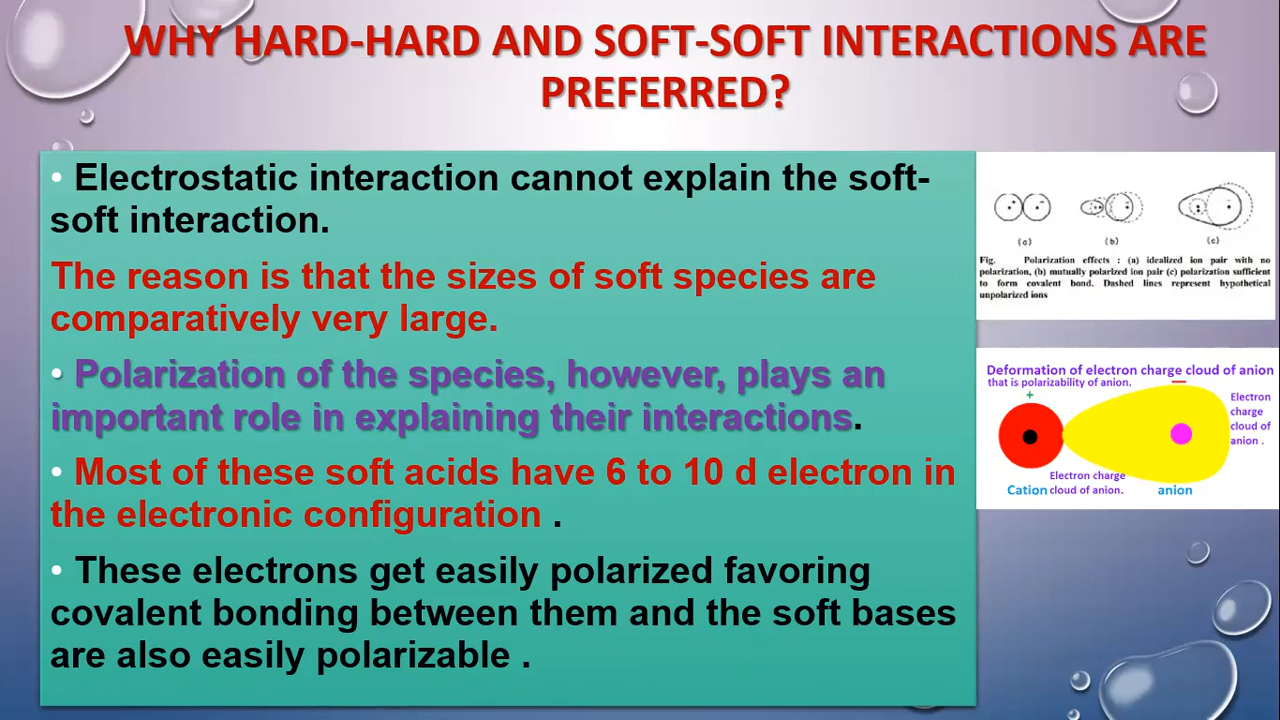 WHY HARD-HARD AND SOFT-SOFT INTERACTIONS ARE
PREFERRED?
• Electrostatic interaction cannot explain the soft-
soft interaction.
The reason is that the sizes of soft species are
comparatively very large.
• Polarization of the species, however, plays an
important role in explaining their interactions.
• Most of these soft acids have 6 to 10 d electron in
the electronic configuration .
• These electrons get easily polarized favoring
covalent bonding between them and the soft bases
are also easily polarizable .
(a) (b) (c)
Fig. Polarization effects : (a) idealized ion pair with no
polarization, (b) mutually polarized ion pair (c) polarization sufficient
to form covalent bond. Dashed lines represent hypothetical
unpolarized ions
Deformation of electron charge cloud of anion
that is polarizability of anion.
+ −
Electron
charge
cloud of
anion .
Electron charge
cloud of anion.
Cation
anion